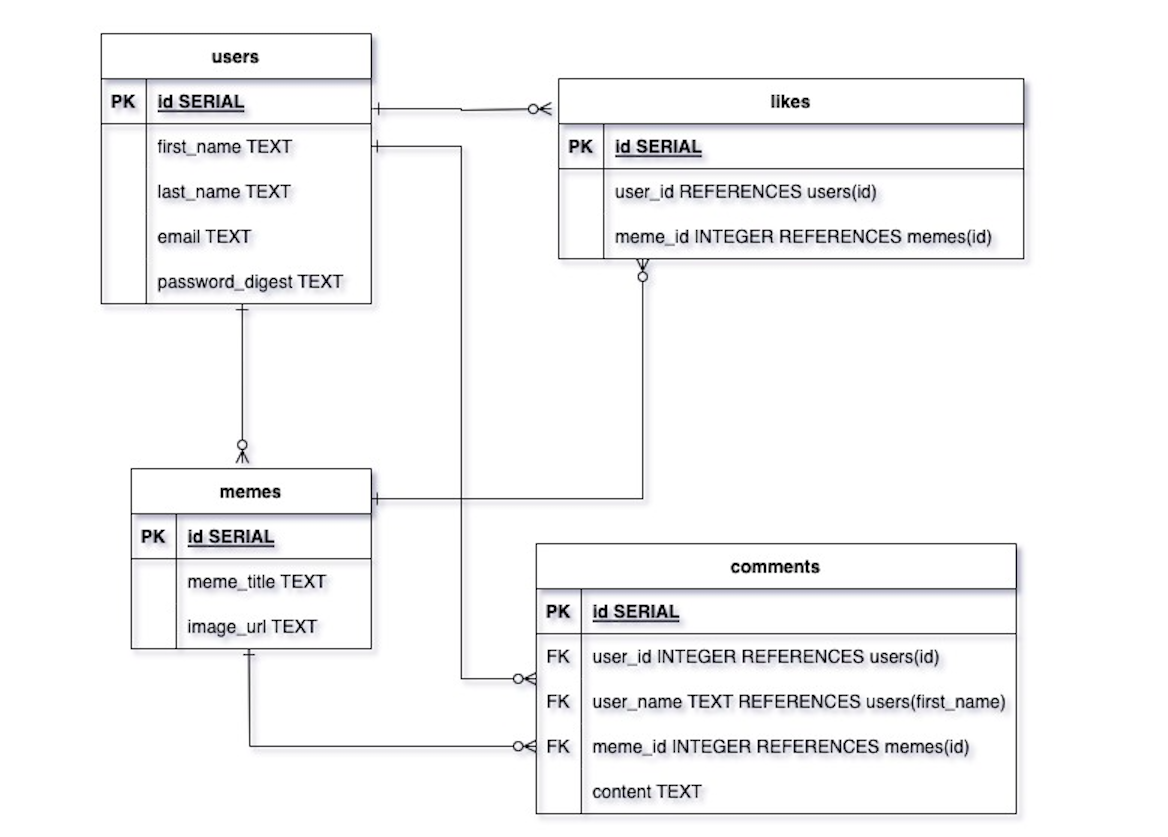 users
PK id SERIAL
first_name TEXT
last_name TEXT
email TEXT
password_digest TEXT
likes
PK id SERIAL
user_id REFERENCES users(id)
meme_id INTEGER REFERENCES memes(id)
memes
PK id SERIAL
meme_title TEXT
image_url TEXT
comments
PK id SERIAL
FK user_id INTEGER REFERENCES users(id)
FK user_name TEXT REFERENCES users(first_name)
FK meme_id INTEGER REFERENCES memes(id)
content TEXT